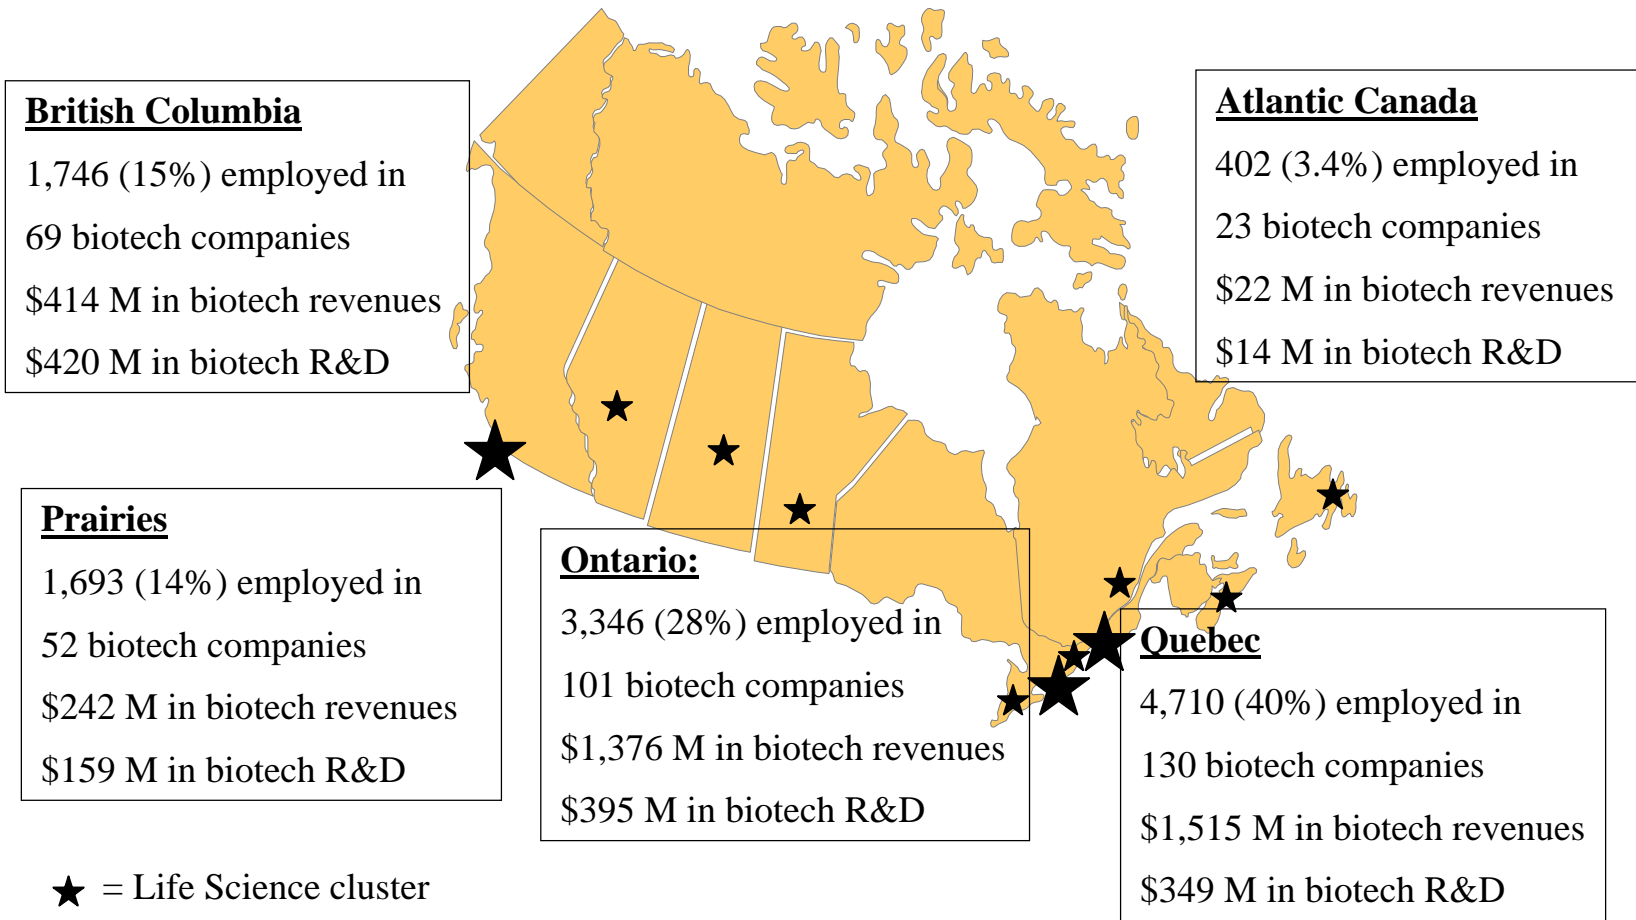 British Columbia
1,746 (15%) employed in
69 biotech companies
$414 M in biotech revenues
$420 M in biotech R&D
Atlantic Canada
402 (3.4%) employed in
23 biotech companies
$22 M in biotech revenues
$14 M in biotech R&D
Prairies
1,693 (14%) employed in
52 biotech companies
$242 M in biotech revenues
$159 M in biotech R&D
Ontario:
3,346 (28%) employed in
101 biotech companies
$1,376 M in biotech revenues
$395 M in biotech R&D
Quebec
4,710 (40%) employed in
130 biotech companies
$1,515 M in biotech revenues
$349 M in biotech R&D
= Life Science cluster